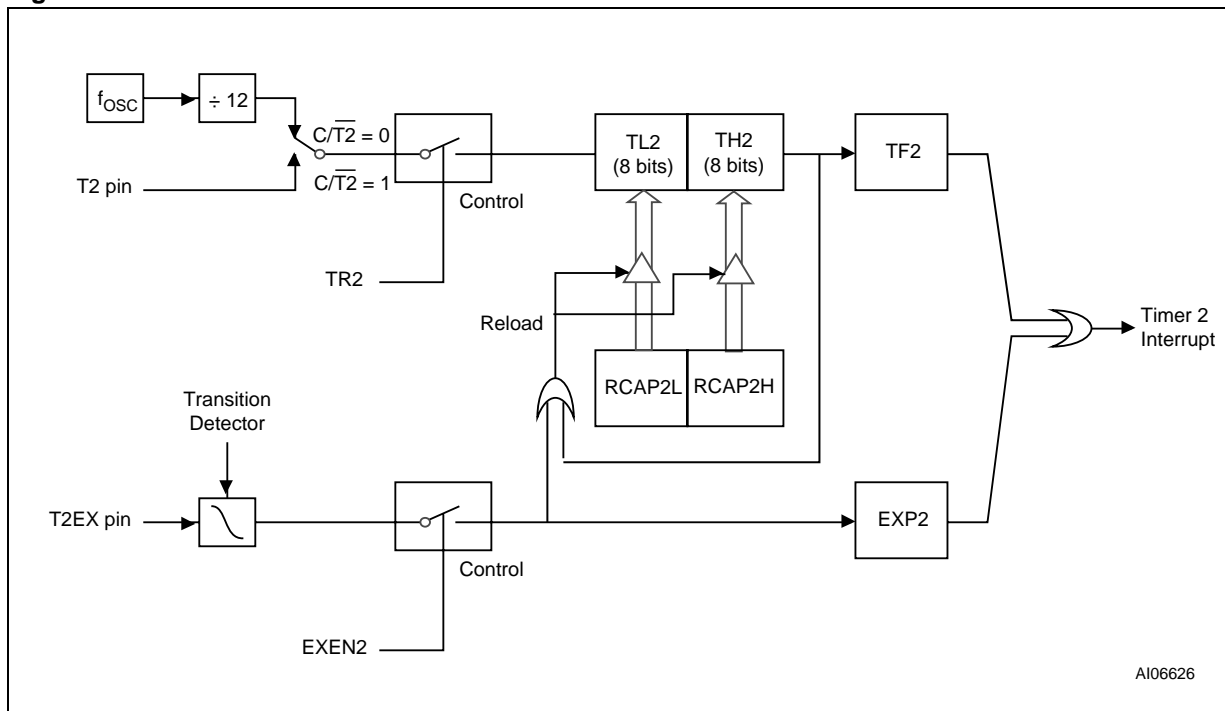 fOSC
÷ 12
C/T2 = 0
T2 pin
C/T2 = 1
Control
TR2
TL2
(8 bits)
TH2
(8 bits)
TF2
Reload
RCAP2L
RCAP2H
Timer 2
Interrupt
Transition
Detector
T2EX pin
Control
EXEN2
EXP2
AI06626